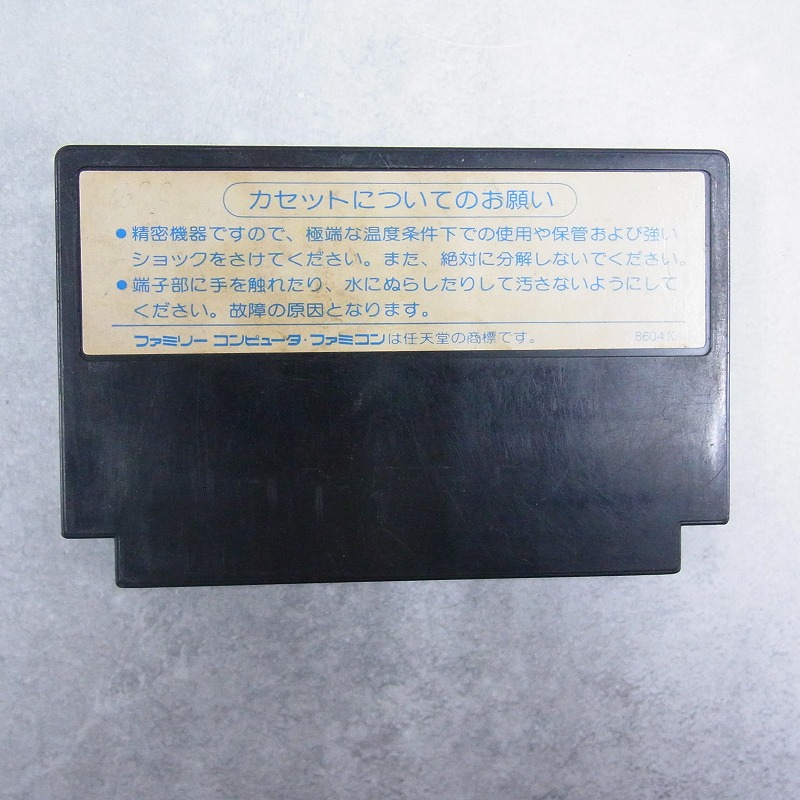 カセットについてのお願い
●精密機器ですので、極端な温度条件下での使用や保管および強い
ショックをさけてください。また、絶対に分解しないでください。
●端子部に手を触れたり、水にぬらしたりして汚さないようにして
ください。故障の原因となります。
ファミリー コンピュータ・ファミコンは任天堂の商標です。